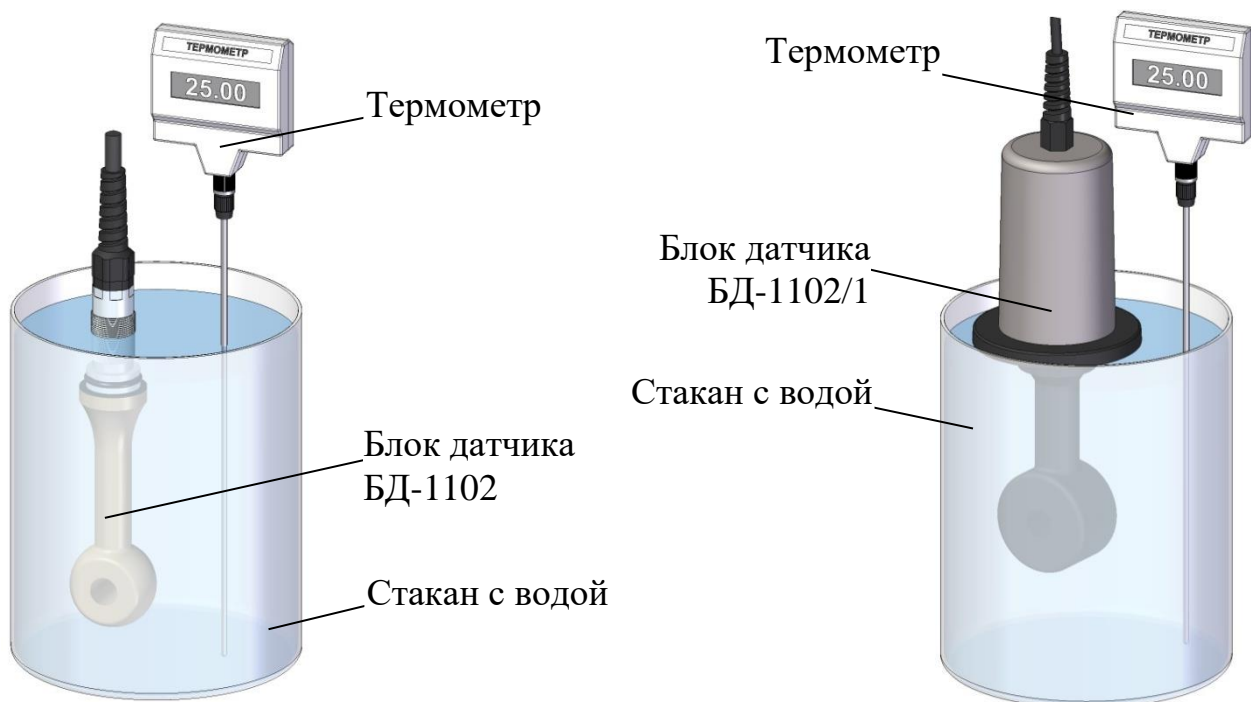 ТЕРМОМЕТР
25.00
Термометр
Блок датчика
БД-1102
Стакан с водой
Термометр
ТЕРМОМЕТР
25.00
Блок датчика
БД-1102/1
Стакан с водой